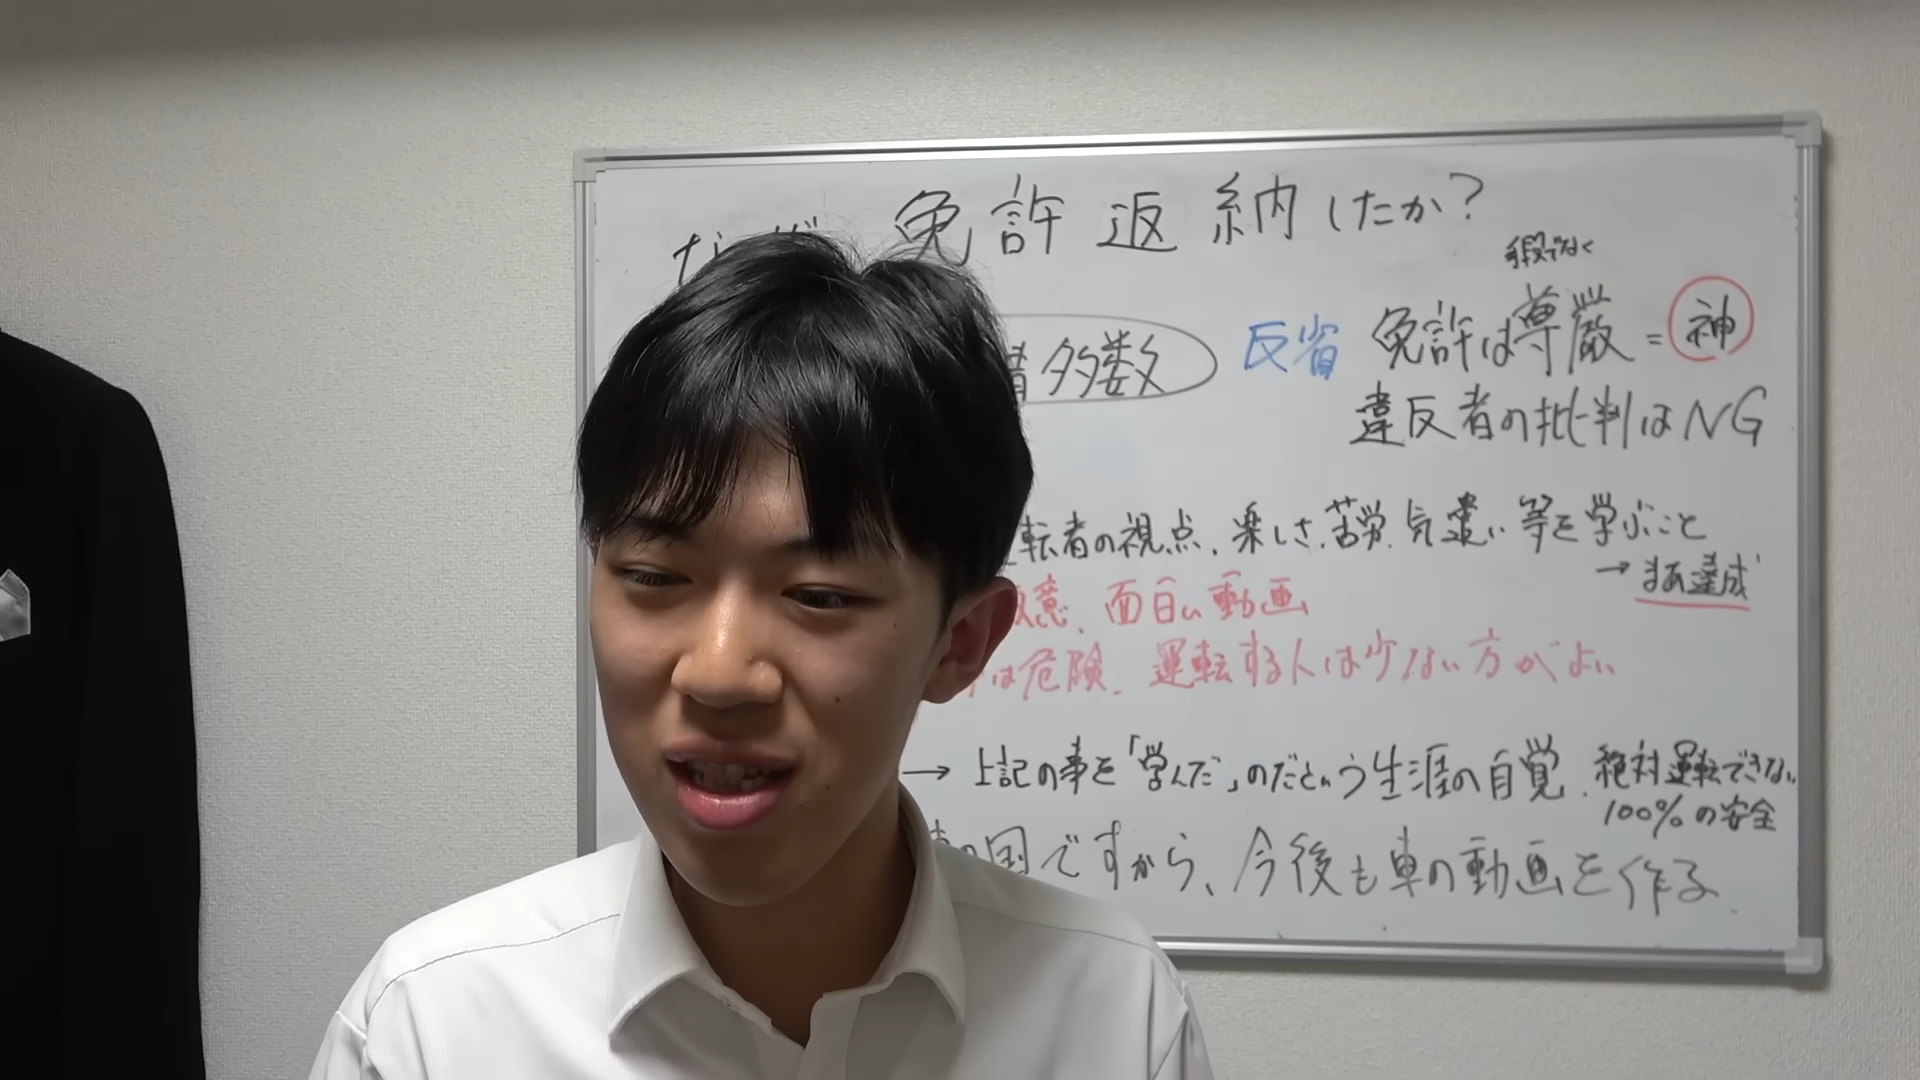 なぜ 免許返納したか?
手段でなく
多数
反省 免許は尊厳=神
違反者の批判はNG
転者の視点、楽しさ、苦労、気遣い等を学ぶこと
→まあ達成
意、面白い動画
は危険、運転する人は少ない方がよい
→上記の事を「学んだ」のだという生涯の自覚、絶対運転できない
100%の安全
の国ですから、今後も車の動画を作る。